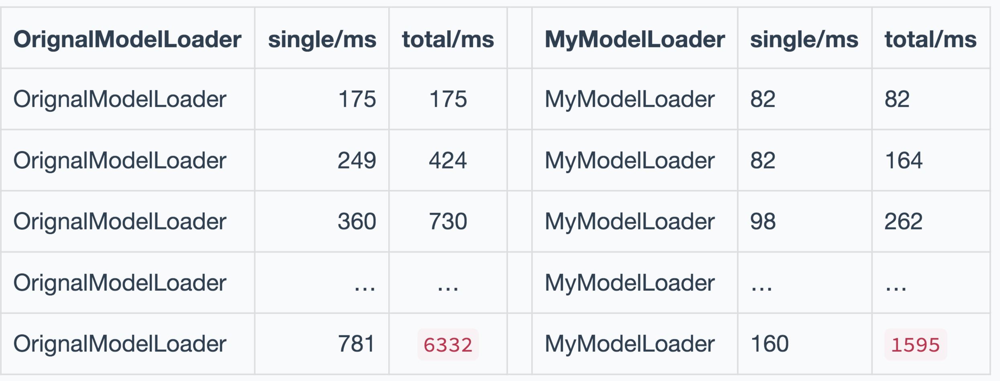 OrignalModelLoader single/ms total/ms MyModelLoader single/ms total/ms
OrignalModelLoader 175 175 MyModelLoader 82 82
OrignalModelLoader 249 424 MyModelLoader 82 164
OrignalModelLoader 360 730 MyModelLoader 98 262
OrignalModelLoader ... ... MyModelLoader ... ...
OrignalModelLoader 781 6332 MyModelLoader 160 1595